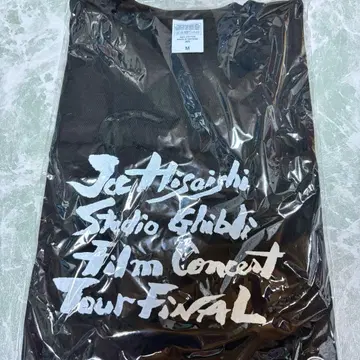 M
Joe Hisaishi
Studio Ghibli
Film Concert
Tour FINAL